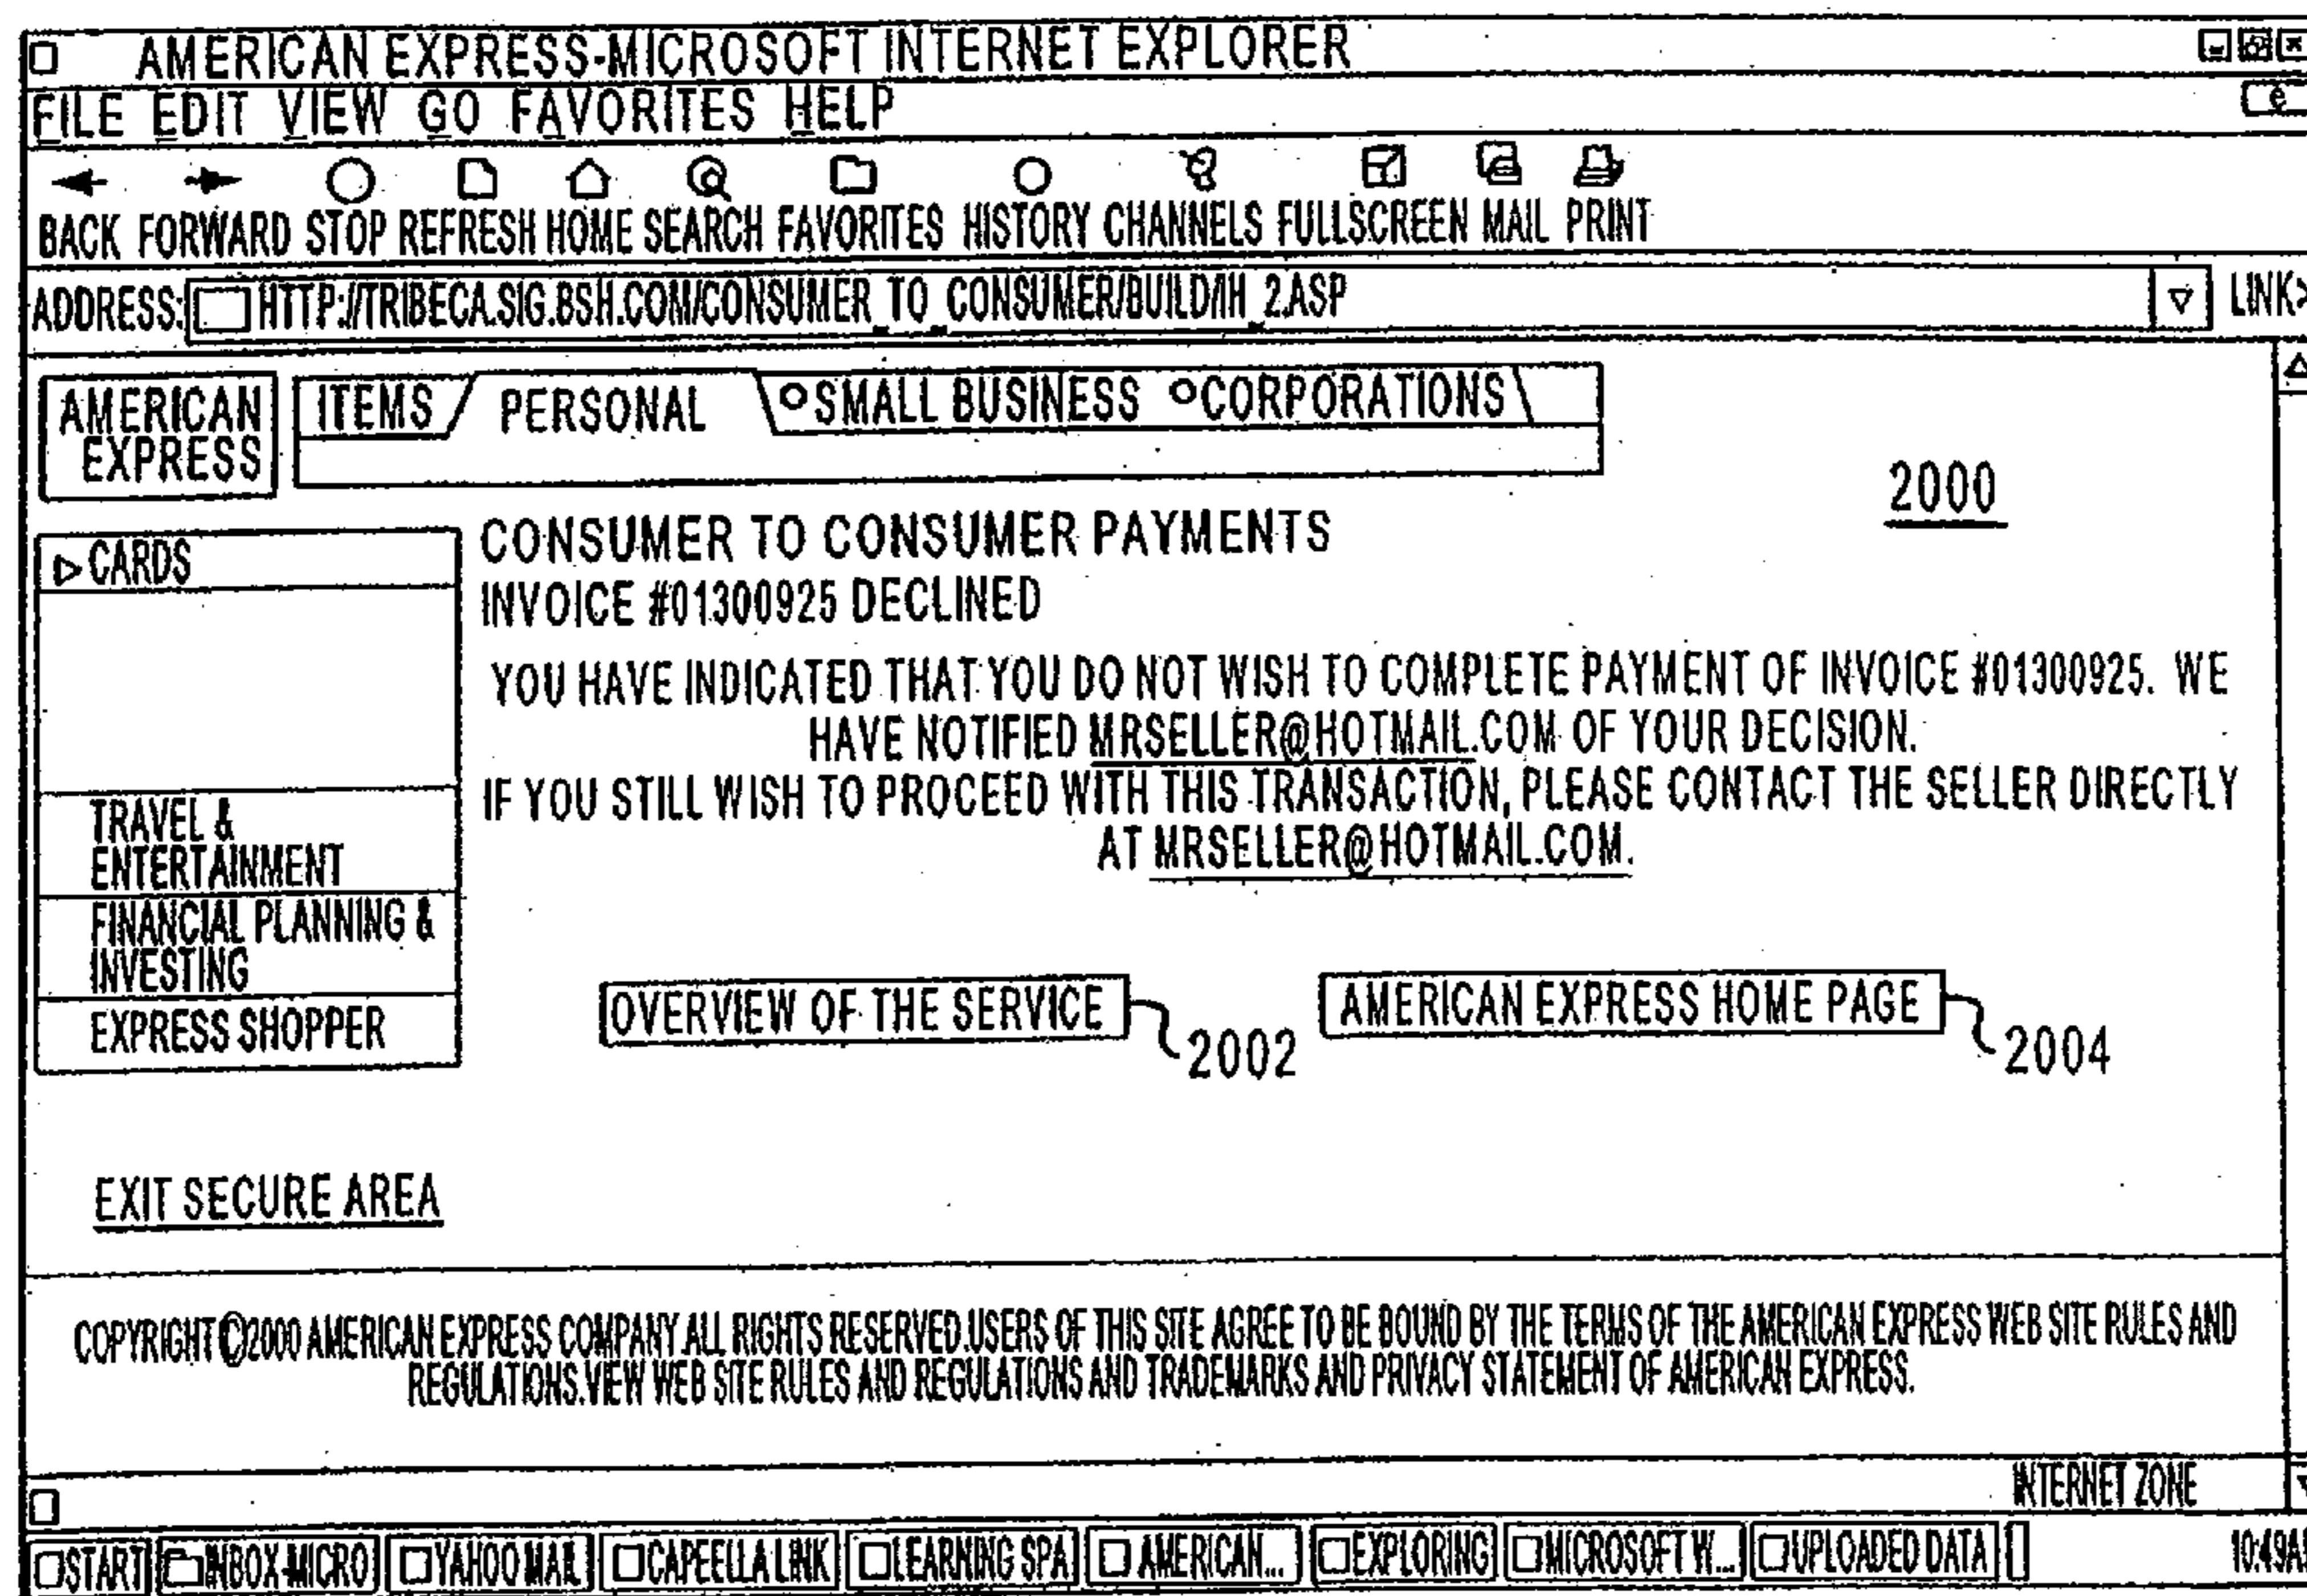 AMERICAN EXPRESS-MICROSOFT INTERNET EXPLORER
FILE EDIT VIEW GO FAVORITES HELP
BACK FORWARD STOP REFRESH HOME SEARCH FAVORITES HISTORY CHANNELS FULLSCREEN MAIL PRINT
ADDRESS: HTTP://TRIBECA.SIG.BSH.COM/CONSUMER_TO_CONSUMER/BUILD/IH_2.ASP LINK>
AMERICAN
EXPRESS
ITEMS PERSONAL SMALL BUSINESS CORPORATIONS
2000
CARDS
TRAVEL &
ENTERTAINMENT
FINANCIAL PLANNING &
INVESTING
EXPRESS SHOPPER
CONSUMER TO CONSUMER PAYMENTS
INVOICE #01300925 DECLINED
YOU HAVE INDICATED THAT YOU DO NOT WISH TO COMPLETE PAYMENT OF INVOICE #01300925. WE
HAVE NOTIFIED MRSELLER@HOTMAIL.COM OF YOUR DECISION.
IF YOU STILL WISH TO PROCEED WITH THIS TRANSACTION, PLEASE CONTACT THE SELLER DIRECTLY
AT MRSELLER@HOTMAIL.COM.
OVERVIEW OF THE SERVICE 2002 AMERICAN EXPRESS HOME PAGE 2004
EXIT SECURE AREA
COPYRIGHT ©2000 AMERICAN EXPRESS COMPANY.ALL RIGHTS RESERVED.USERS OF THIS SITE AGREE TO BE BOUND BY THE TERMS OF THE AMERICAN EXPRESS WEB SITE RULES AND
REGULATIONS.VIEW WEB SITE RULES AND REGULATIONS AND TRADEMARKS AND PRIVACY STATEMENT OF AMERICAN EXPRESS.
INTERNET ZONE
START INBOX-MICRO YAHOO MAIL CAPEELLA LINK LEARNING SPA AMERICAN... EXPLORING MICROSOFT W... UPLOADED DATA 10:49A